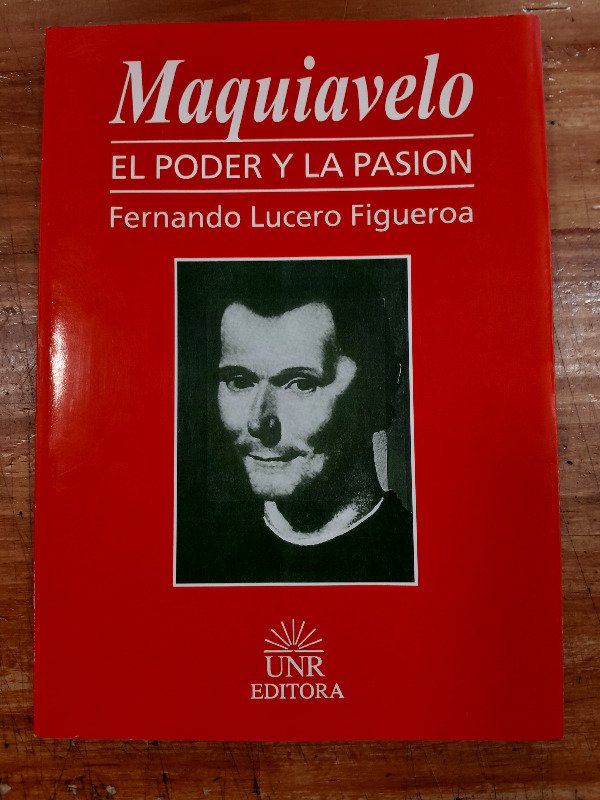 Maquiavelo
EL PODER Y LA PASION
Fernando Lucero Figueroa
UNR
EDITORA